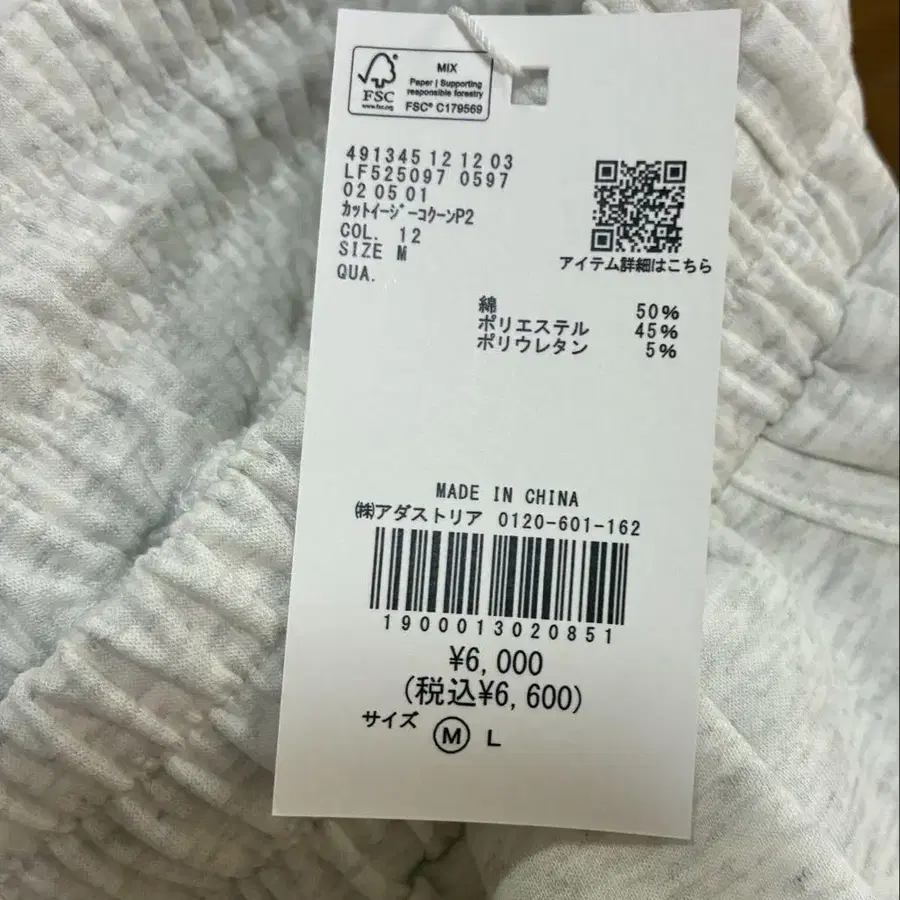 MIX
Paper | Supporting
responsible forestry
FSC
www.fsc.org
FSC® C179569
491345 12 12 03
LF525097 0597
02 05 01
ｶｯﾄｲｰｼﾞｰｺｸｰﾝP2
COL. 12
SIZE M
QUA.
アイテム詳細はこちら
綿 50%
ポリエステル 45%
ポリウレタン 5%
MADE IN CHINA
㈱アダストリア 0120-601-162
1900013020851
¥6,000
(税込¥6,600)
サイズ M L